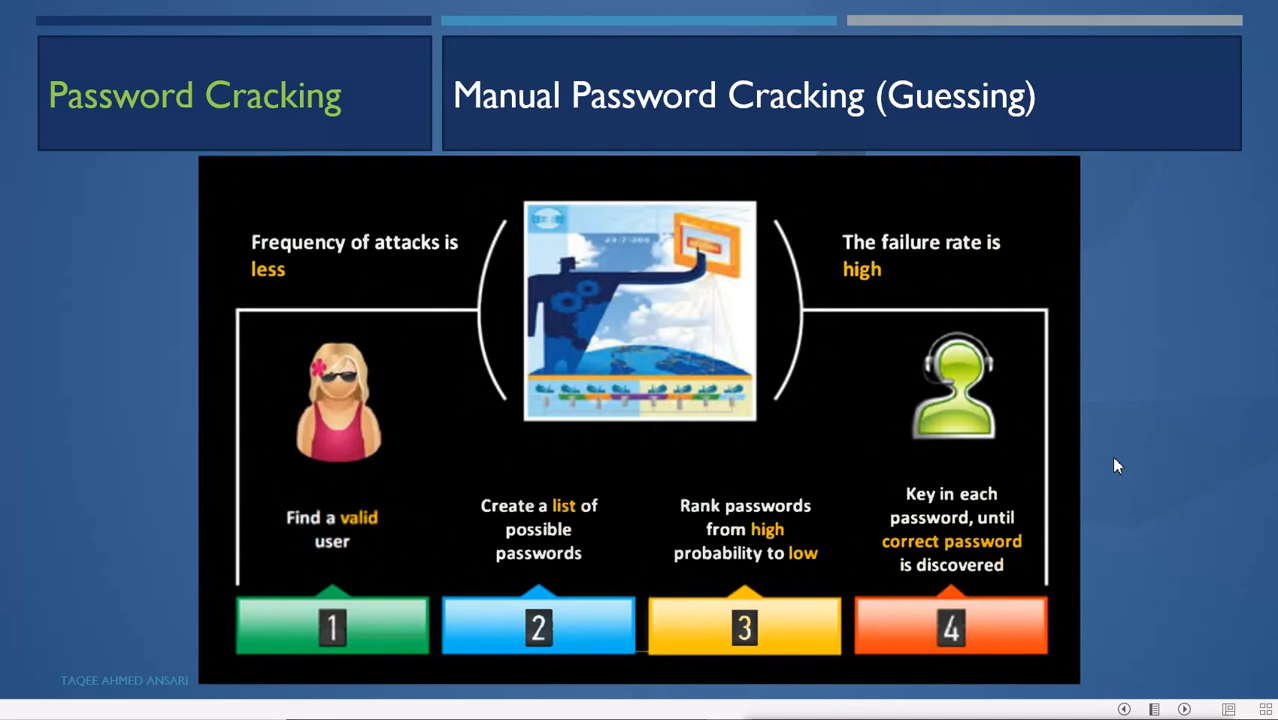 Password Cracking
Manual Password Cracking (Guessing)
Frequency of attacks is
less
The failure rate is
high
Find a valid
user
Create a list of
possible
passwords
Rank passwords
from high
probability to low
Key in each
password, until
correct password
is discovered
1
2
3
4
TAQEE AHMED ANSARI